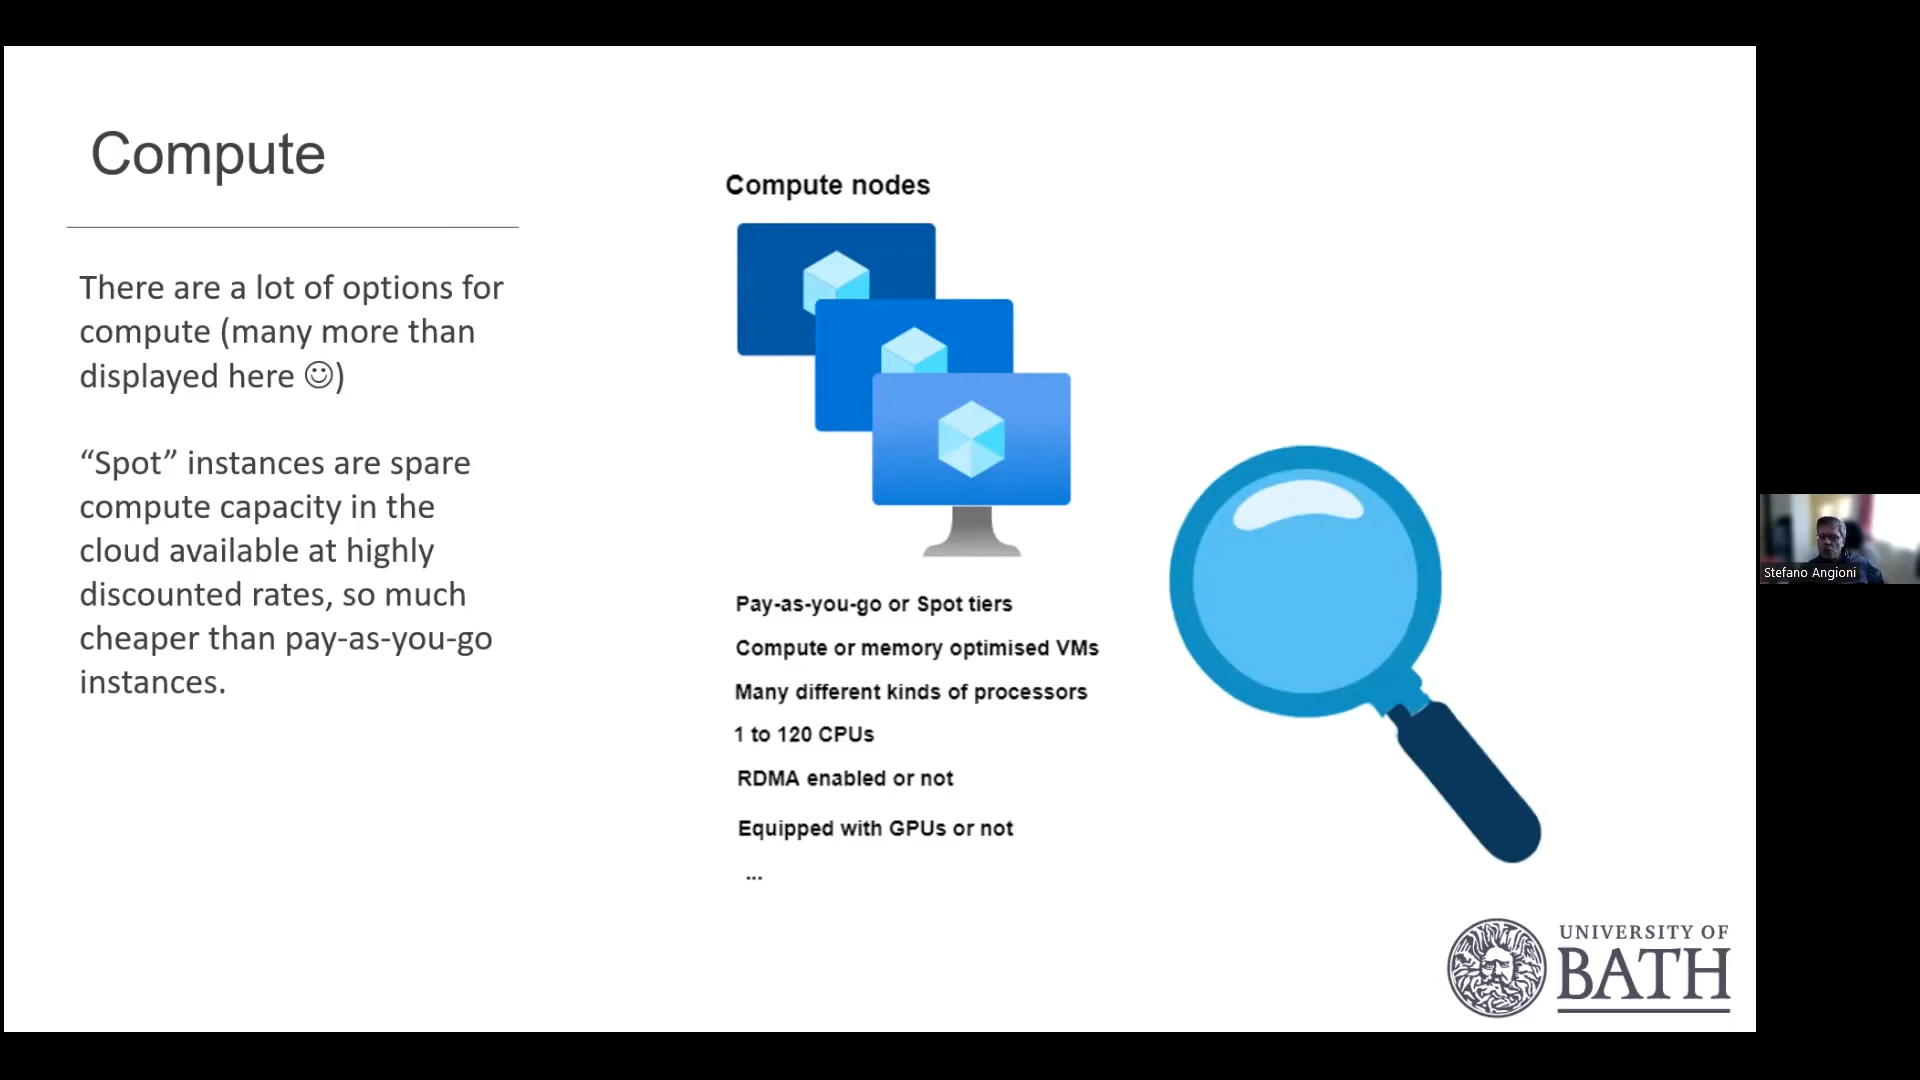 Compute
There are a lot of options for
compute (many more than
displayed here ☺)
“Spot” instances are spare
compute capacity in the
cloud available at highly
discounted rates, so much
cheaper than pay-as-you-go
instances.
Compute nodes
Pay-as-you-go or Spot tiers
Compute or memory optimised VMs
Many different kinds of processors
1 to 120 CPUs
RDMA enabled or not
Equipped with GPUs or not
...
UNIVERSITY OF
BATH
Stefano Angioni